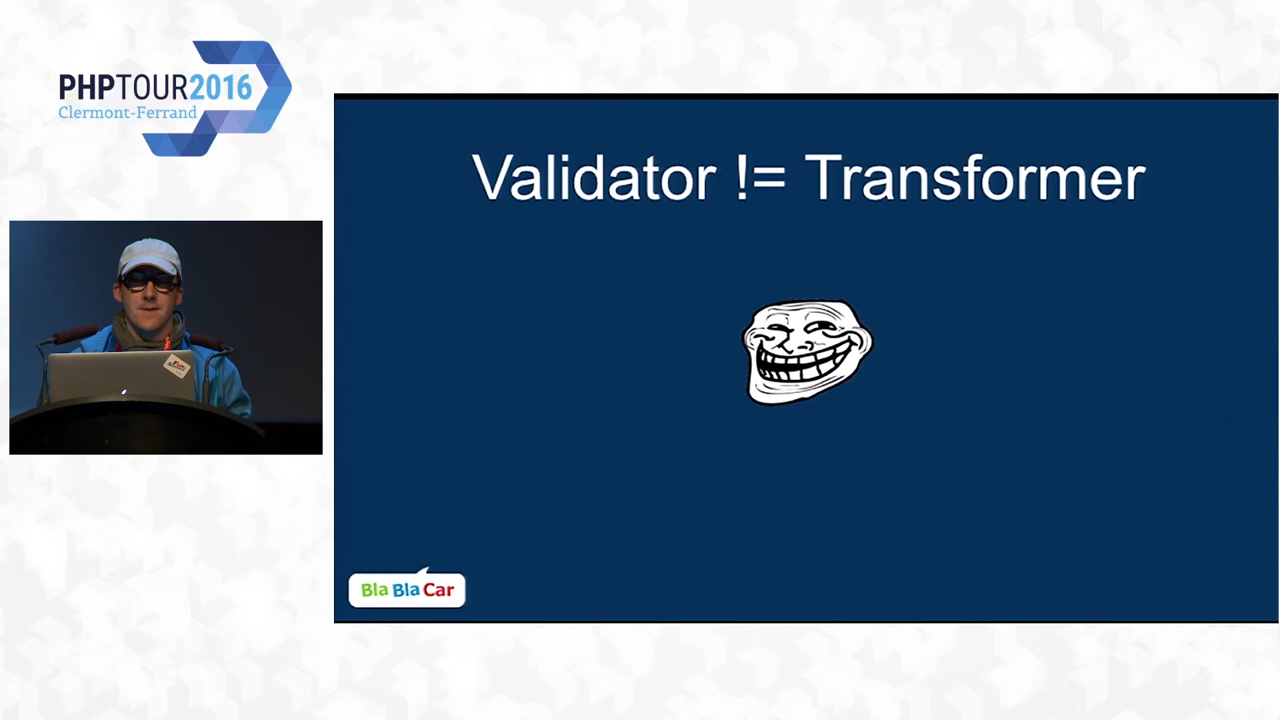 PHPTOUR2016
Clermont-Ferrand
Validator != Transformer
BlaBlaCar